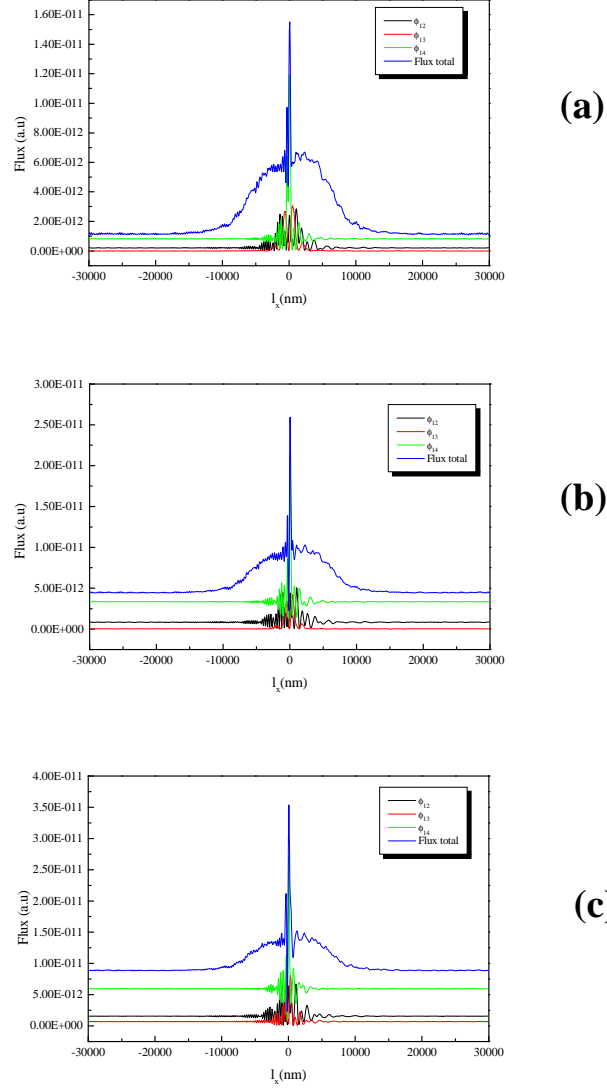 1.60E-011
1.40E-011
1.20E-011
1.00E-011
8.00E-012
6.00E-012
4.00E-012
2.00E-012
0.00E+000
Flux (a.u)
ϕ₁₂
ϕ₁₃
ϕ₁₄
Flux total
(a)
-30000 -20000 -10000 0 10000 20000 30000
lₓ(nm)
3.00E-011
2.50E-011
2.00E-011
1.50E-011
1.00E-011
5.00E-012
0.00E+000
Flux (a.u)
ϕ₁₂
ϕ₁₃
ϕ₁₄
Flux total
(b)
-30000 -20000 -10000 0 10000 20000 30000
lₓ(nm)
4.00E-011
3.50E-011
3.00E-011
2.50E-011
2.00E-011
1.50E-011
1.00E-011
5.00E-012
0.00E+000
Flux (a.u)
ϕ₁₂
ϕ₁₃
ϕ₁₄
Flux total
(c)
-30000 -20000 -10000 0 10000 20000 30000
lₓ(nm)